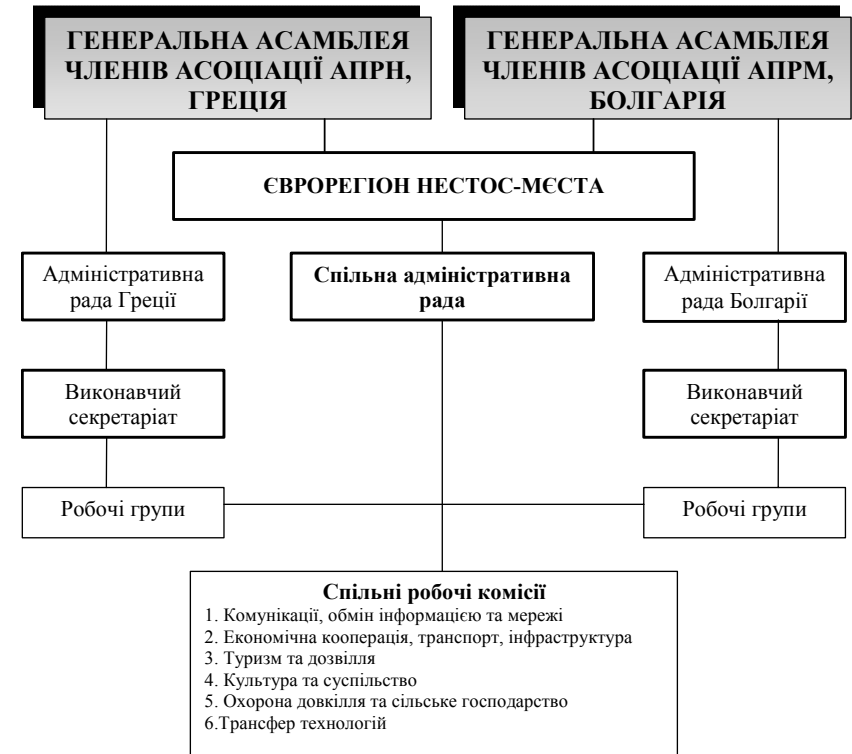 ГЕНЕРАЛЬНА АСАМБЛЕЯ
ЧЛЕНІВ АСОЦІАЦІЇ АПРН,
ГРЕЦІЯ
ГЕНЕРАЛЬНА АСАМБЛЕЯ
ЧЛЕНІВ АСОЦІАЦІЇ АПРМ,
БОЛГАРІЯ
ЄВРОРЕГІОН НЕСТОС-МЄСТА
Адміністративна
рада Греції
Спільна адміністративна
рада
Адміністративна
рада Болгарії
Виконавчий
секретаріат
Виконавчий
секретаріат
Робочі групи
Робочі групи
Спільні робочі комісії
1. Комунікації, обмін інформацією та мережі
2. Економічна кооперація, транспорт, інфраструктура
3. Туризм та дозвілля
4. Культура та суспільство
5. Охорона довкілля та сільське господарство
6.Трансфер технологій